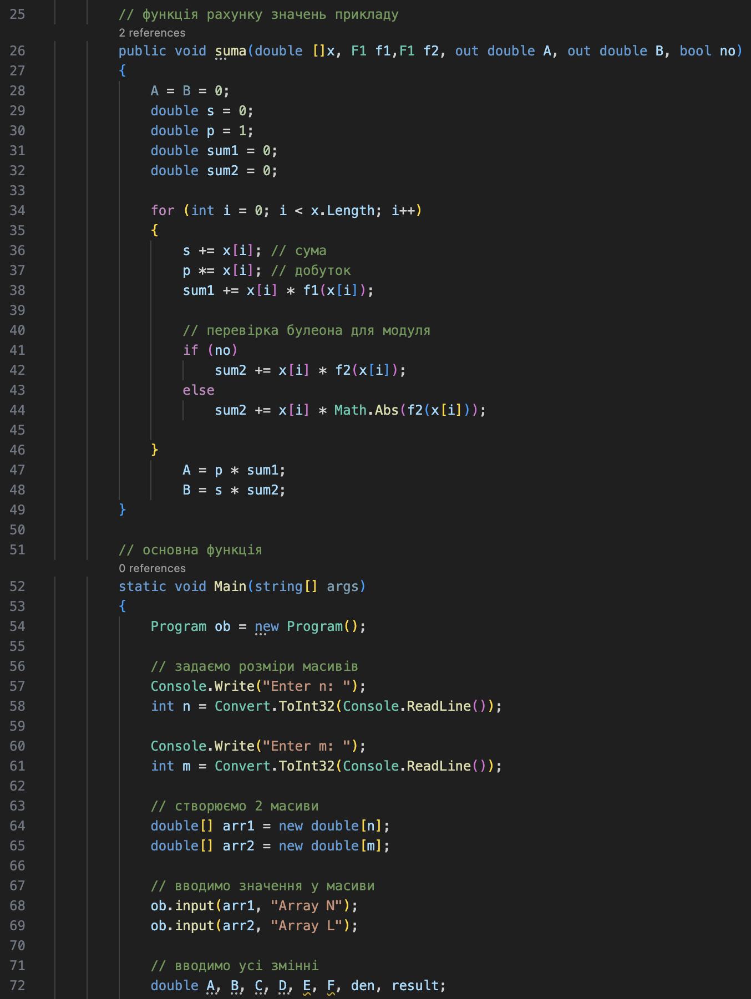 25 // функція рахунку значень прикладу
2 references
26 public void suma(double []x, F1 f1,F1 f2, out double A, out double B, bool no)
27 {
28 A = B = 0;
29 double s = 0;
30 double p = 1;
31 double sum1 = 0;
32 double sum2 = 0;
33
34 for (int i = 0; i < x.Length; i++)
35 {
36 s += x[i]; // сума
37 p *= x[i]; // добуток
38 sum1 += x[i] * f1(x[i]);
39
40 // перевірка булеона для модуля
41 if (no)
42 sum2 += x[i] * f2(x[i]);
43 else
44 sum2 += x[i] * Math.Abs(f2(x[i]));
45
46 }
47 A = p * sum1;
48 B = s * sum2;
49 }
50
51 // основна функція
0 references
52 static void Main(string[] args)
53 {
54 Program ob = new Program();
55
56 // задаємо розміри масивів
57 Console.Write("Enter n: ");
58 int n = Convert.ToInt32(Console.ReadLine());
59
60 Console.Write("Enter m: ");
61 int m = Convert.ToInt32(Console.ReadLine());
62
63 // створюємо 2 масиви
64 double[] arr1 = new double[n];
65 double[] arr2 = new double[m];
66
67 // вводимо значення у масиви
68 ob.input(arr1, "Array N");
69 ob.input(arr2, "Array L");
70
71 // вводимо усі змінні
72 double A, B, C, D, E, F, den, result;